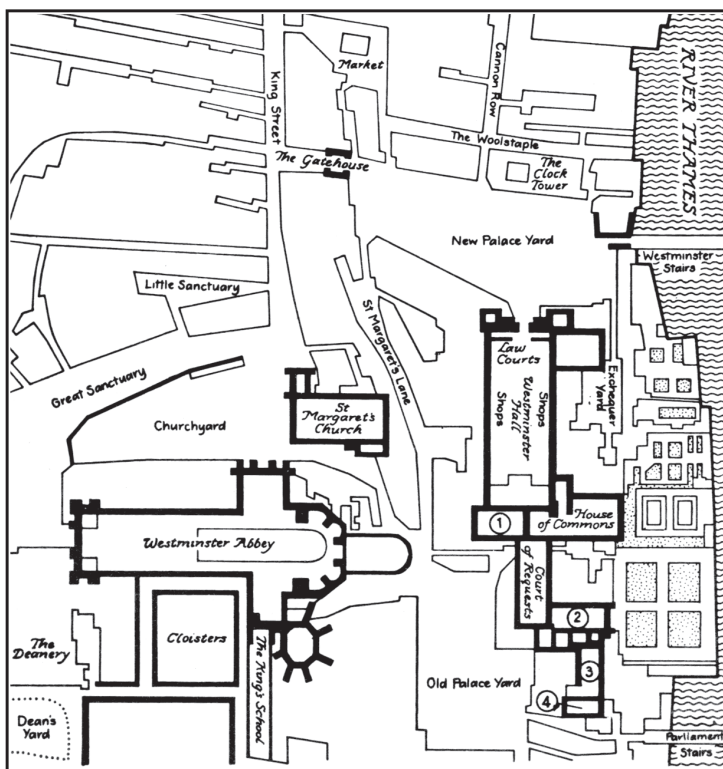 King Street
Market
Cannon Row
The Woolstaple
The Gatehouse
The
Clock
Tower
RIVER THAMES
New Palace Yard
Westminster
Stairs
Little Sanctuary
St Margaret's Lane
Great Sanctuary
Churchyard
St
Margaret's
Church
Law
Courts
Shops
Westminster
Hall
Shops
Exchequer
Yard
1
House
of Commons
Westminster Abbey
Court
of Requests
2
Cloisters
The
Deanery
The King's School
3
Old Palace Yard
4
Dean's
Yard
Parliament
Stairs